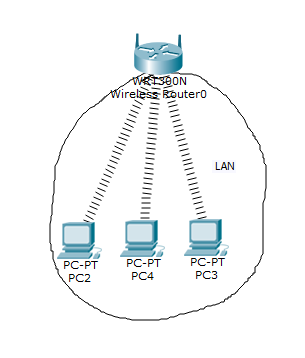 WRT300N
Wireless Router0
LAN
PC-PT
PC2
PC-PT
PC4
PC-PT
PC3